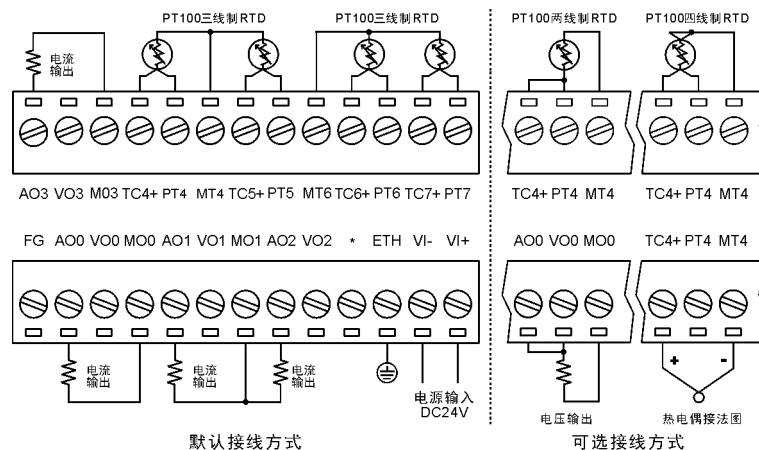 PT100三线制RTD PT100三线制RTD PT100两线制RTD PT100四线制RTD
电流
输出
AO3 VO3 M03 TC4+ PT4 MT4 TC5+ PT5 MT6 TC6+ PT6 TC7+ PT7 TC4+ PT4 MT4 TC4+ PT4 MT4
FG AO0 VO0 MO0 AO1 VO1 MO1 AO2 VO2 * ETH VI- VI+ AO0 VO0 MO0 TC4+ PT4 MT4
电流
输出
电流
输出
电流
输出
+ -
电源输入
DC24V
电压输出 热电偶接法图
默认接线方式 可选接线方式